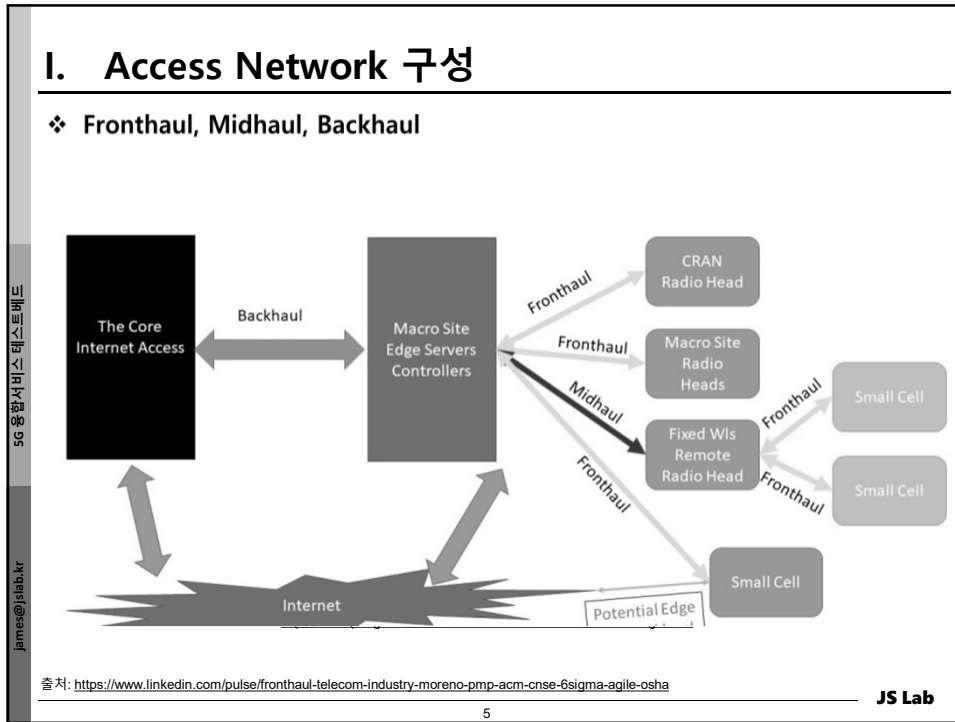 I. Access Network 구성
❖ Fronthaul, Midhaul, Backhaul
The Core
Internet Access
Backhaul
Macro Site
Edge Servers
Controllers
Fronthaul
CRAN
Radio Head
Fronthaul
Macro Site
Radio
Heads
Midhaul
Fixed Wls
Remote
Radio Head
Fronthaul
Small Cell
Fronthaul
Small Cell
Fronthaul
Small Cell
Internet
Potential Edge
출처: https://www.linkedin.com/pulse/fronthaul-telecom-industry-moreno-pmp-acm-cnse-6sigma-agile-osha
JS Lab
5
5G 융합서비스 테스트베드
james@jslab.kr